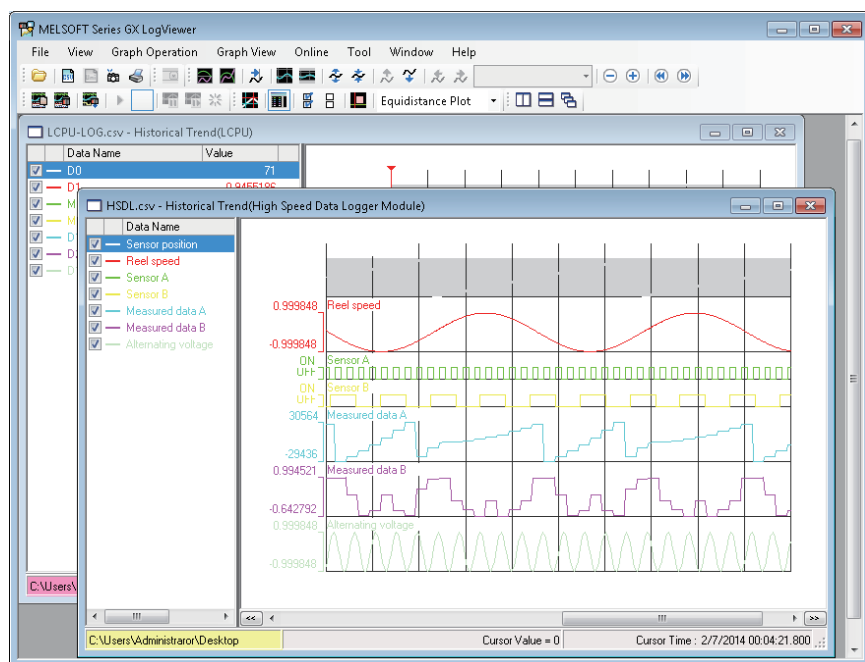 MELSOFT Series GX LogViewer
File View Graph Operation Graph View Online Tool Window Help
Equidistance Plot
LCPU-LOG.csv - Historical Trend(LCPU)
Data Name Value
D0 71
D1 0.9455186
HSDL.csv - Historical Trend(High Speed Data Logger Module)
Data Name
Sensor position
Reel speed
Sensor A
Sensor B
Measured data A
Measured data B
Alternating voltage
0.999848 Reel speed
-0.999848
ON Sensor A
OFF
ON Sensor B
OFF
30564 Measured data A
-29436
0.994521 Measured data B
-0.642792
0.999848 Alternating voltage
-0.999848
C:\Users\
C:\Users\Administraror\Desktop Cursor Value = 0 Cursor Time : 2/7/2014 00:04:21.800